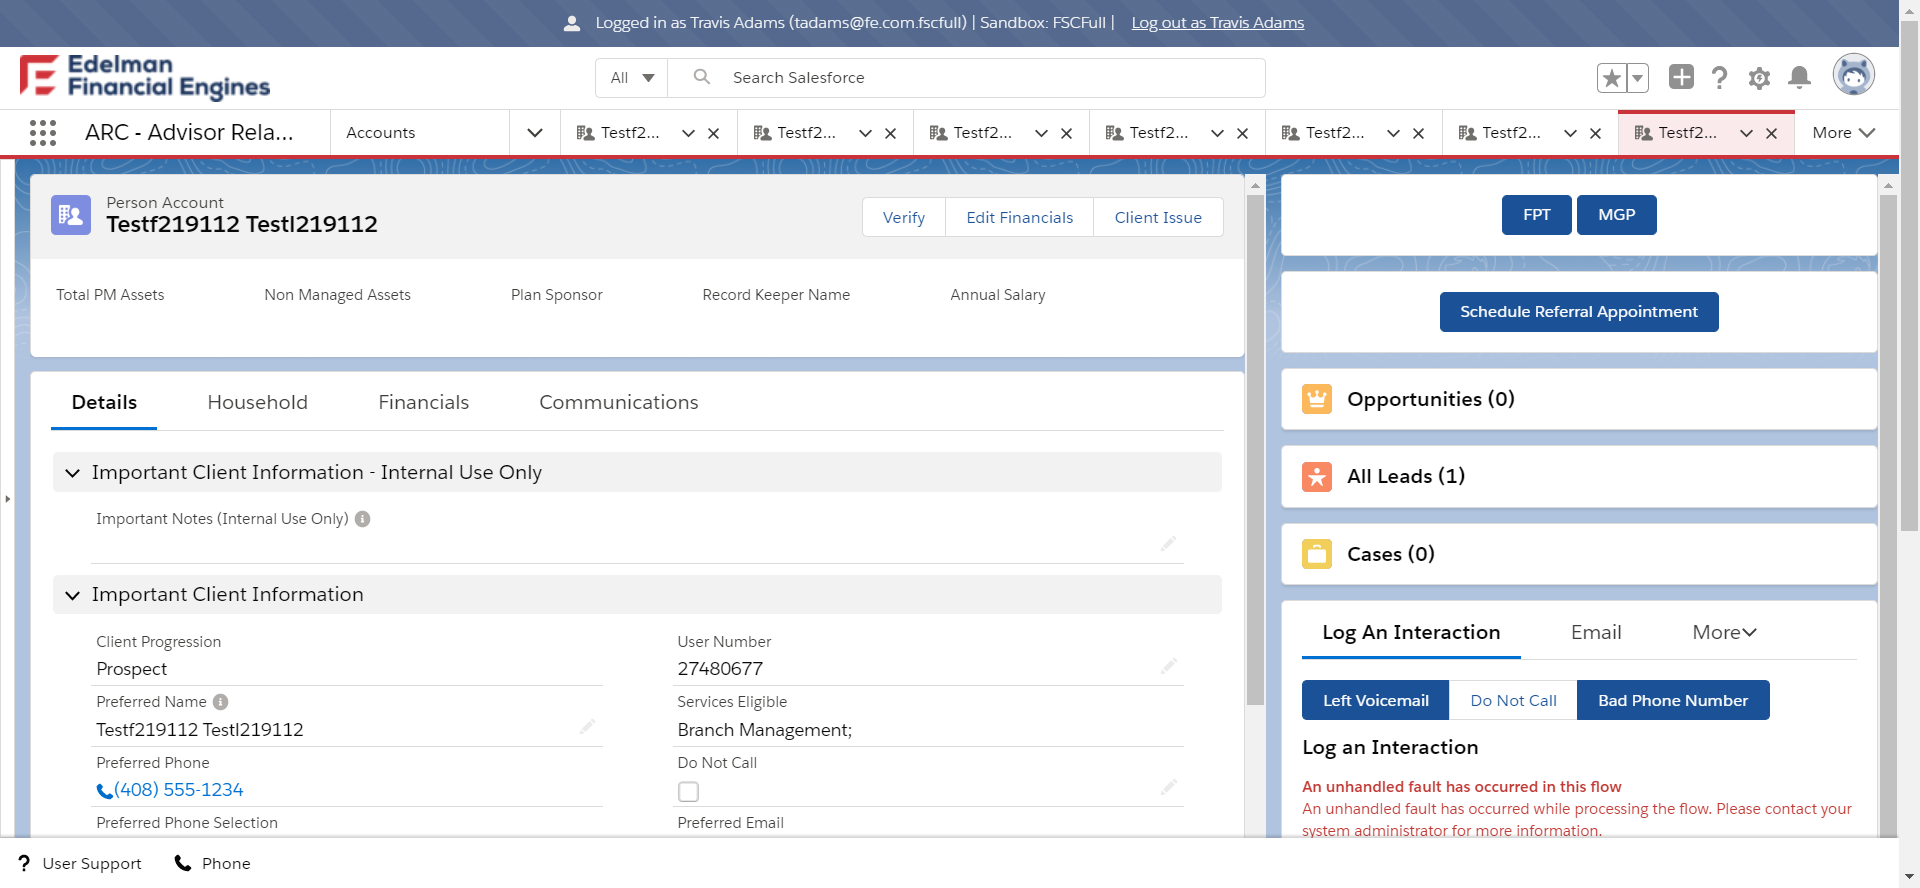 Logged in as Travis Adams (tadams@fe.com.fscfull) | Sandbox: FSCFull | Log out as Travis Adams
Edelman
Financial Engines
All
Search Salesforce
ARC - Advisor Rela...
Accounts
Testf2...
Testf2...
Testf2...
Testf2...
Testf2...
Testf2...
Testf2...
More
Person Account
Testf219112 Testl219112
Verify
Edit Financials
Client Issue
Total PM Assets
Non Managed Assets
Plan Sponsor
Record Keeper Name
Annual Salary
Details
Household
Financials
Communications
Important Client Information - Internal Use Only
Important Notes (Internal Use Only)
Important Client Information
Client Progression
Prospect
User Number
27480677
Preferred Name
Testf219112 Testl219112
Services Eligible
Branch Management;
Preferred Phone
(408) 555-1234
Do Not Call
Preferred Phone Selection
Preferred Email
FPT
MGP
Schedule Referral Appointment
Opportunities (0)
All Leads (1)
Cases (0)
Log An Interaction
Email
More
Left Voicemail
Do Not Call
Bad Phone Number
Log an Interaction
An unhandled fault has occurred in this flow
An unhandled fault has occurred while processing the flow. Please contact your
system administrator for more information.
User Support
Phone